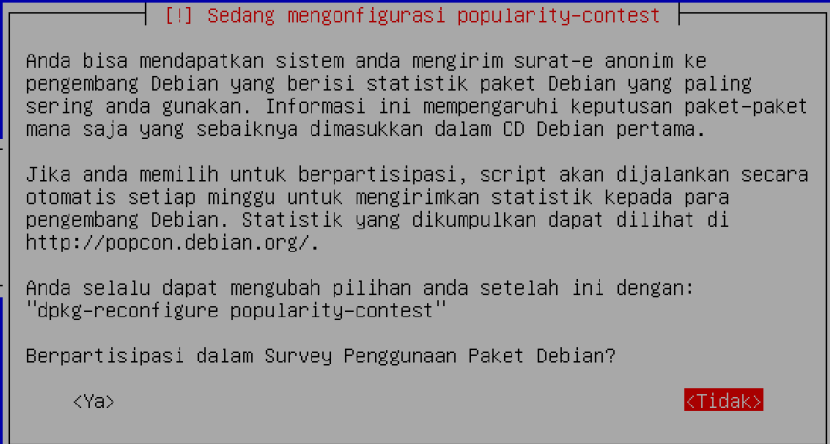 [!] Sedang mengonfigurasi popularity-contest
Anda bisa mendapatkan sistem anda mengirim surat-e anonim ke
pengembang Debian yang berisi statistik paket Debian yang paling
sering anda gunakan. Informasi ini mempengaruhi keputusan paket-paket
mana saja yang sebaiknya dimasukkan dalam CD Debian pertama.
Jika anda memilih untuk berpartisipasi, script akan dijalankan secara
otomatis setiap minggu untuk mengirimkan statistik kepada para
pengembang Debian. Statistik yang dikumpulkan dapat dilihat di
http://popcon.debian.org/.
Anda selalu dapat mengubah pilihan anda setelah ini dengan:
"dpkg-reconfigure popularity-contest"
Berpartisipasi dalam Survey Penggunaan Paket Debian?
<Ya> <Tidak>